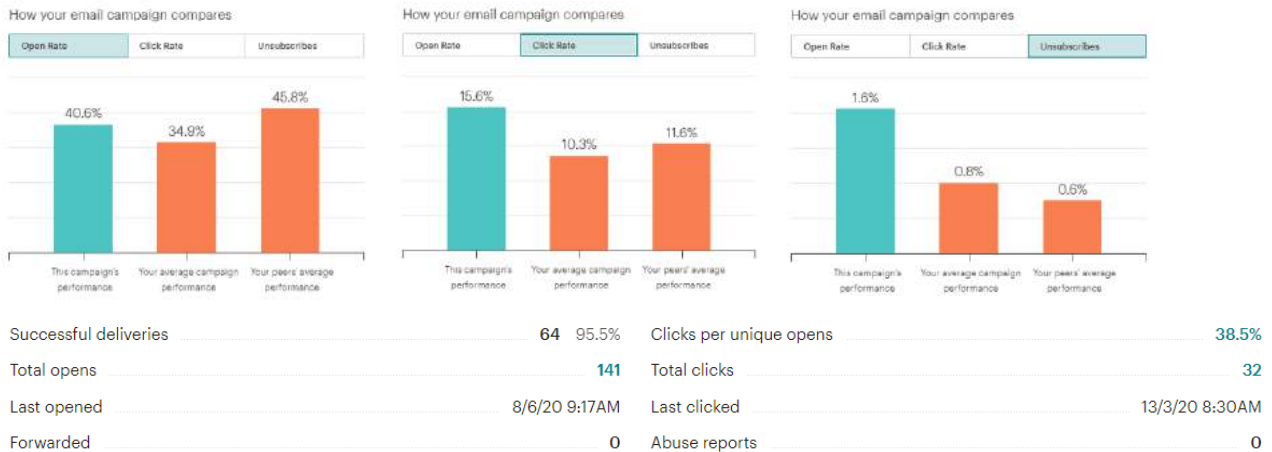 How your email campaign compares
Open Rate Click Rate Unsubscribes
40.6%
34.9%
45.8%
This campaign's performance
Your average campaign performance
Your peers' average performance
How your email campaign compares
Open Rate Click Rate Unsubscribes
15.6%
10.3%
11.6%
This campaign's performance
Your average campaign performance
Your peers' average performance
How your email campaign compares
Open Rate Click Rate Unsubscribes
1.6%
0.8%
0.6%
This campaign's performance
Your average campaign performance
Your peers' average performance
Successful deliveries 64 95.5%
Total opens 141
Last opened 8/6/20 9:17AM
Forwarded 0
Clicks per unique opens 38.5%
Total clicks 32
Last clicked 13/3/20 8:30AM
Abuse reports 0